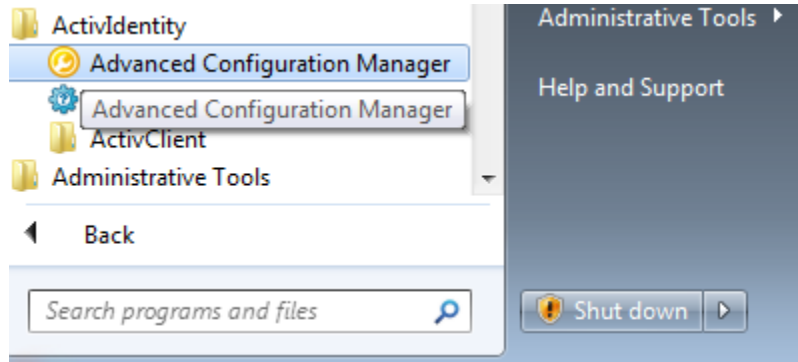 ActivIdentity
Advanced Configuration Manager
Advanced Configuration Manager
ActivClient
Administrative Tools
Back
Search programs and files
Administrative Tools
Help and Support
Shut down